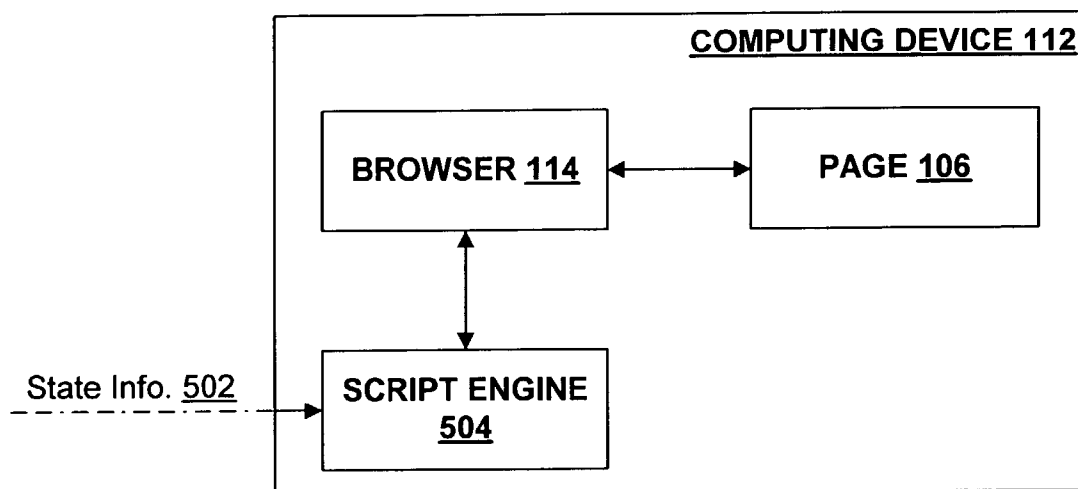 COMPUTING DEVICE 112
BROWSER 114
PAGE 106
State Info. 502
SCRIPT ENGINE
504